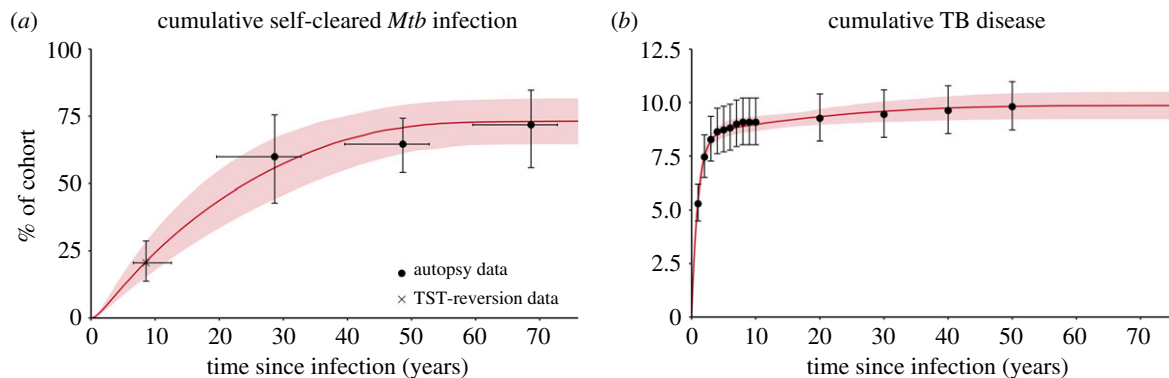 (a) cumulative self-cleared Mtb infection
100
75
50
25
0
% of cohort
0 10 20 30 40 50 60 70
time since infection (years)
autopsy data
TST-reversion data
(b) cumulative TB disease
12.5
10.0
7.5
5.0
2.5
0
0 10 20 30 40 50 60 70
time since infection (years)